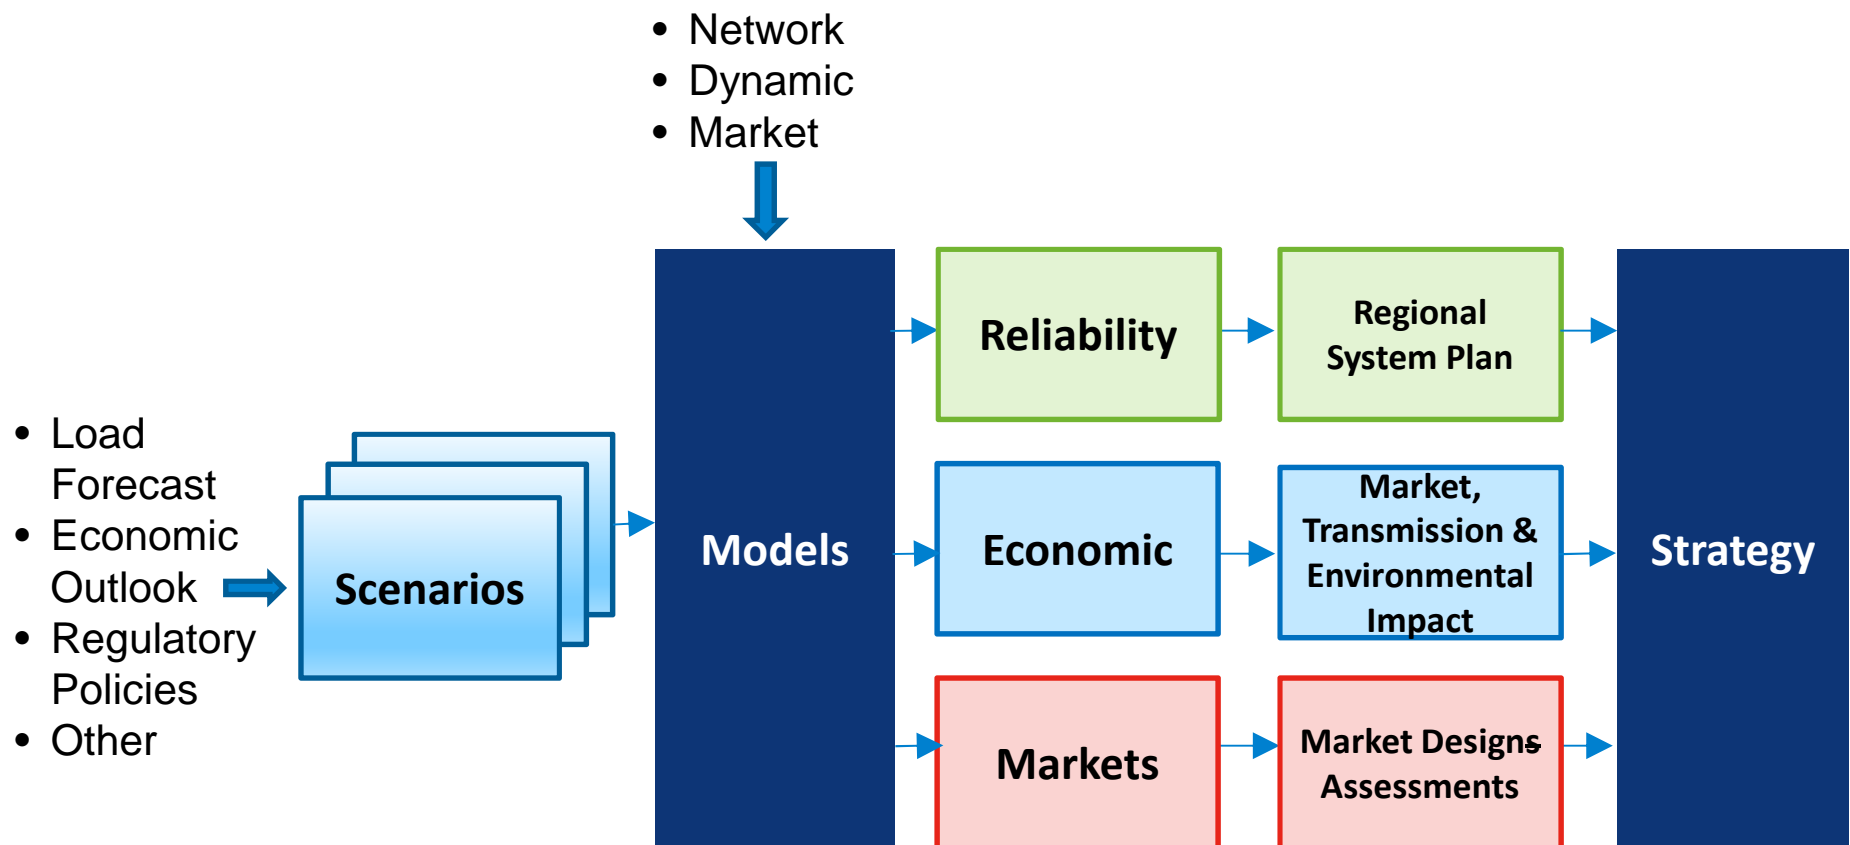 • Network
• Dynamic
• Market
• Load
Forecast
• Economic
Outlook
• Regulatory
Policies
• Other
Scenarios
Models
Reliability
Regional
System Plan
Economic
Market,
Transmission &
Environmental
Impact
Markets
Market Designs
Assessments
Strategy